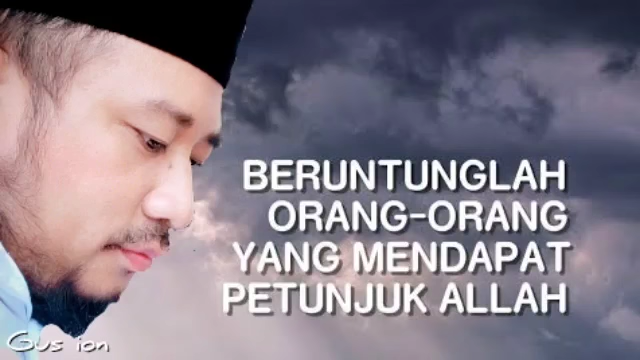 BERUNTUNGLAH
ORANG-ORANG
YANG MENDAPAT
PETUNJUK ALLAH
Gus ion